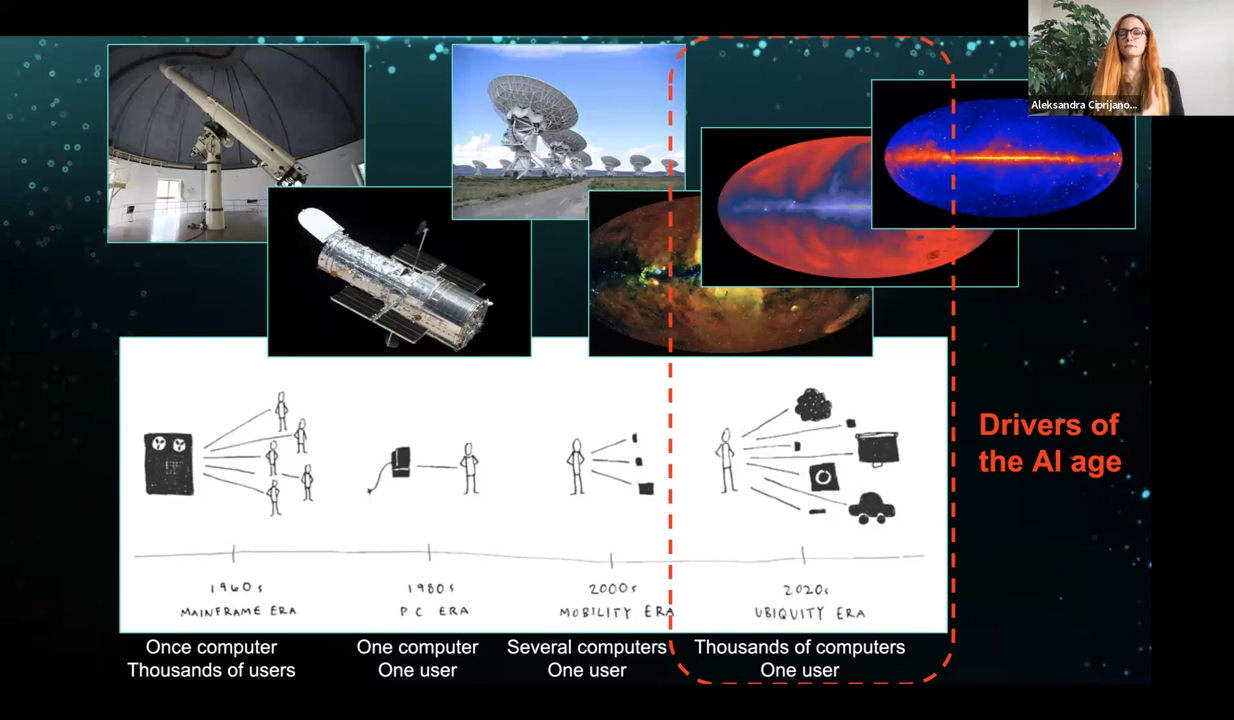 Aleksandra Ciprijano...
Drivers of
the AI age
1960s
MAINFRAME ERA
1980s
PC ERA
2000s
MOBILITY ERA
2020s
UBIQUITY ERA
Once computer
Thousands of users
One computer
One user
Several computers
One user
Thousands of computers
One user